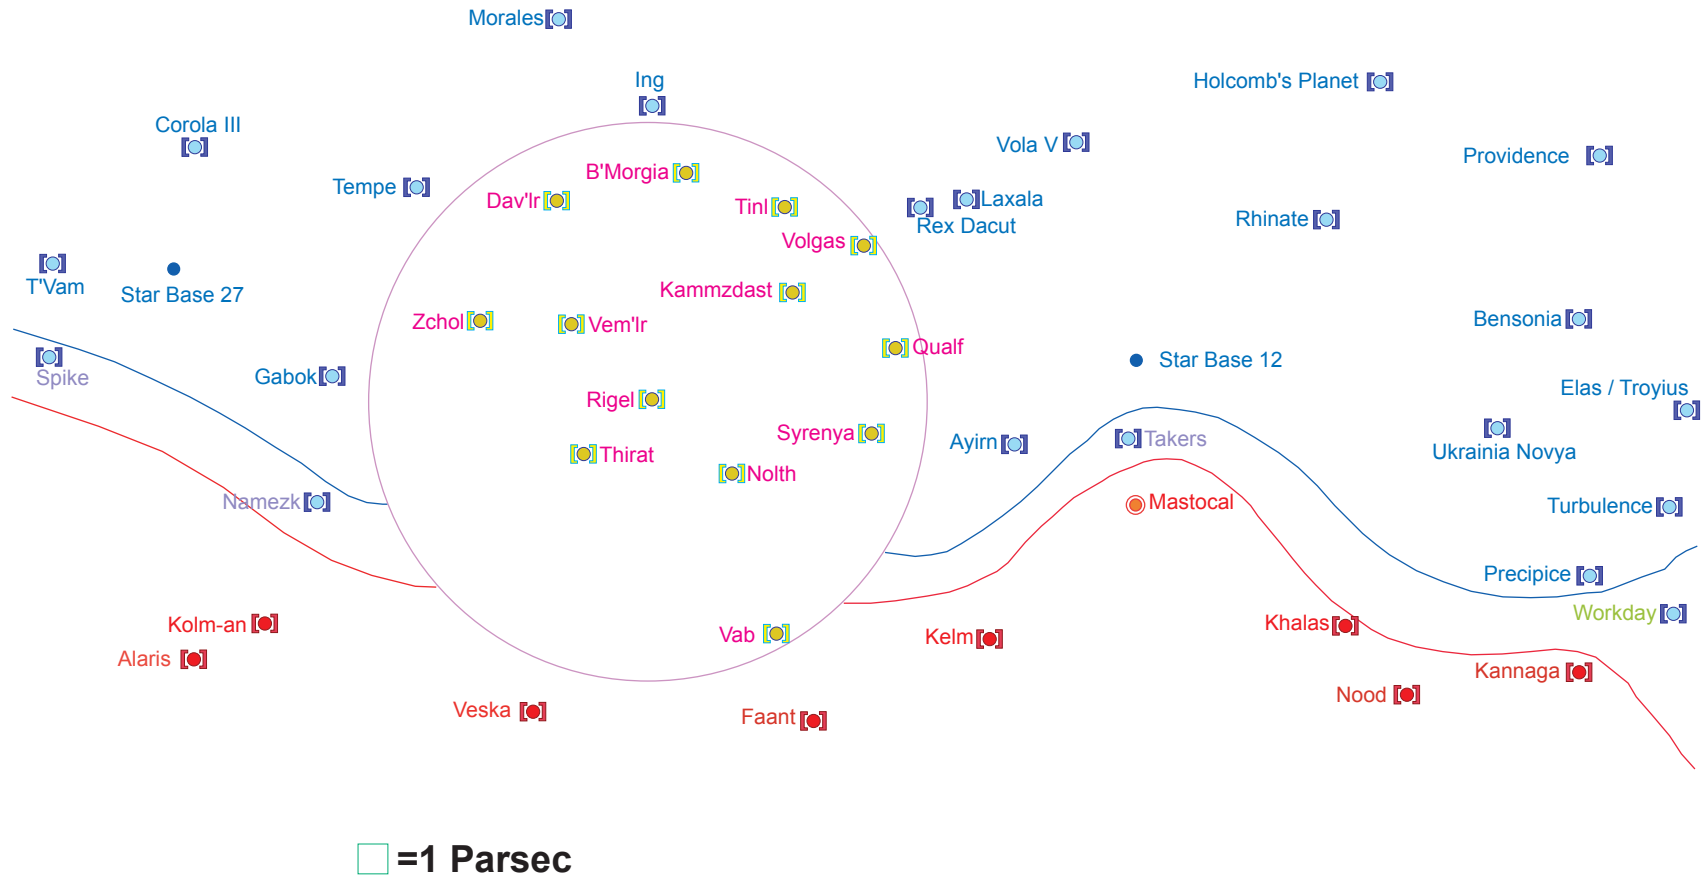 Morales
Ing
Holcomb's Planet
Corola III
Vola V
Providence
B'Morgia
Tempe
Dav'lr
Tinl
Laxala
Rex Dacut
Rhinate
Volgas
T'Vam
Star Base 27
Kammzdast
Zchol
Vem'lr
Bensonia
Qualf
Star Base 12
Spike
Gabok
Elas / Troyius
Rigel
Syrenya
Ayirn
Takers
Ukrainia Novya
Thirat
Nolth
Namezk
Mastocal
Turbulence
Precipice
Workday
Kolm-an
Khalas
Vab
Kelm
Alaris
Kannaga
Nood
Veska
Faant
=1 Parsec